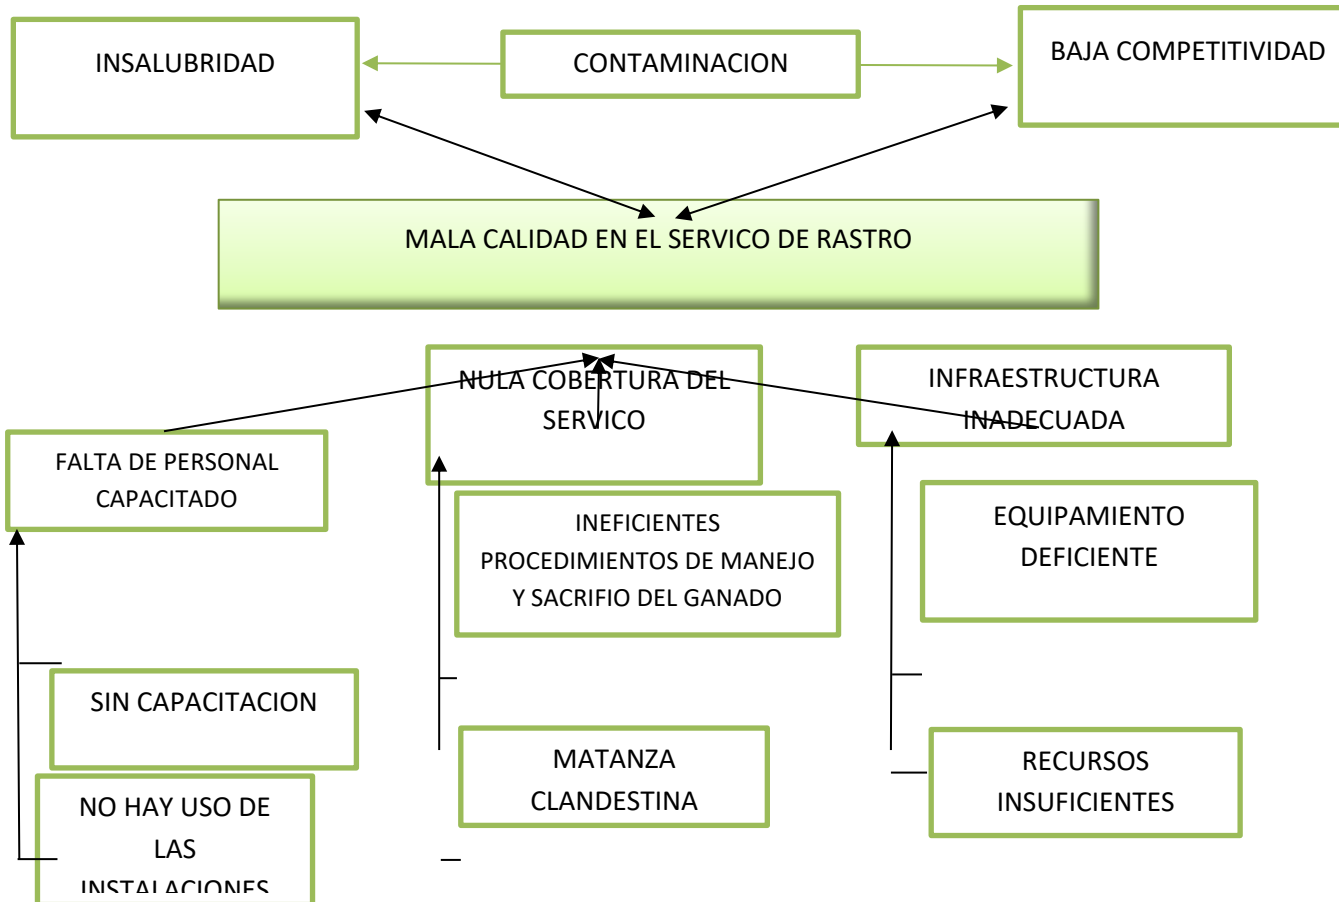 INSALUBRIDAD
CONTAMINACION
BAJA COMPETITIVIDAD
MALA CALIDAD EN EL SERVICO DE RASTRO
FALTA DE PERSONAL
CAPACITADO
NULA COBERTURA DEL
SERVICO
INFRAESTRUCTURA
INADECUADA
INEFICIENTES
PROCEDIMIENTOS DE MANEJO
Y SACRIFIO DEL GANADO
EQUIPAMIENTO
DEFICIENTE
SIN CAPACITACION
MATANZA
CLANDESTINA
RECURSOS
INSUFICIENTES
NO HAY USO DE
LAS
INSTALACIONES